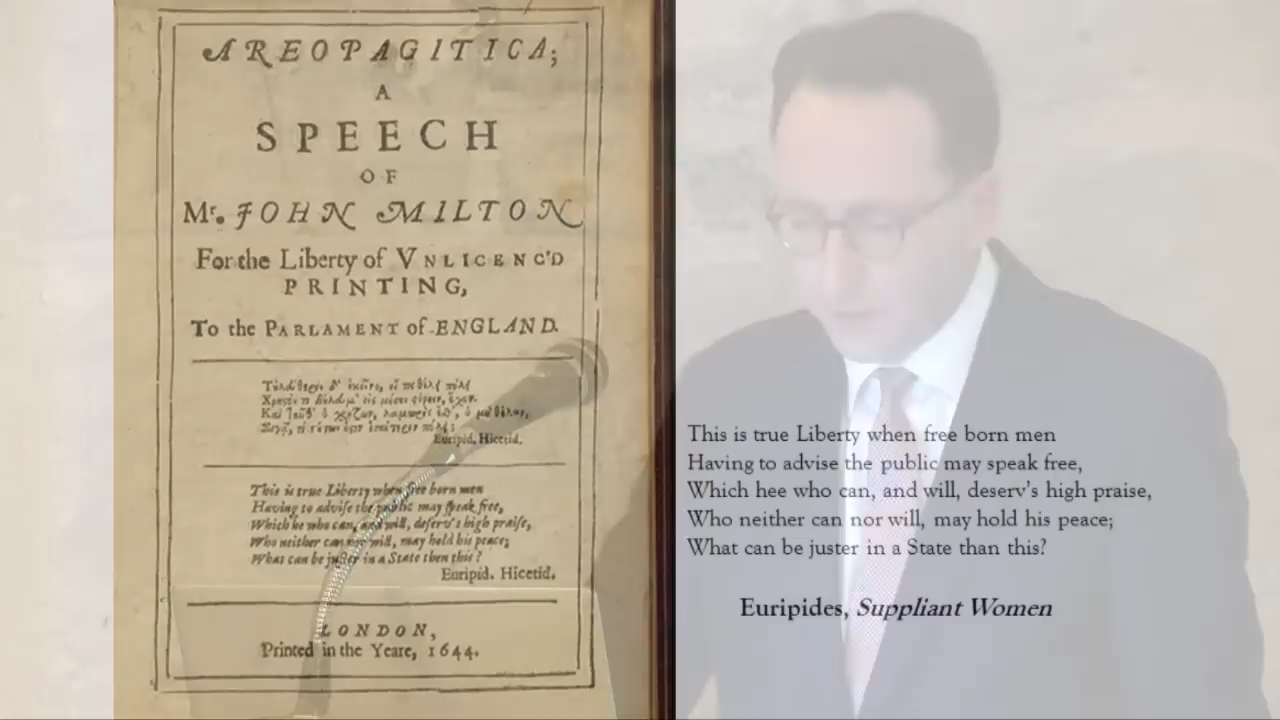 AREOPAGITICA;
A
SPEECH
OF
Mr. JOHN MILTON
For the Liberty of VNLICENC'D
PRINTING,
To the PARLAMENT of ENGLAND.
Euripid. Hicetid.
This is true Liberty when free born men
Having to advise the public may speak free,
Which he who can, and will, deserv's high praise,
Who neither can nor will, may hold his peace;
What can be juster in a State then this?
Euripid. Hicetid.
LONDON,
Printed in the Yeare, 1644.
This is true Liberty when free born men
Having to advise the public may speak free,
Which hee who can, and will, deserv's high praise,
Who neither can nor will, may hold his peace;
What can be juster in a State than this?
Euripides, Suppliant Women